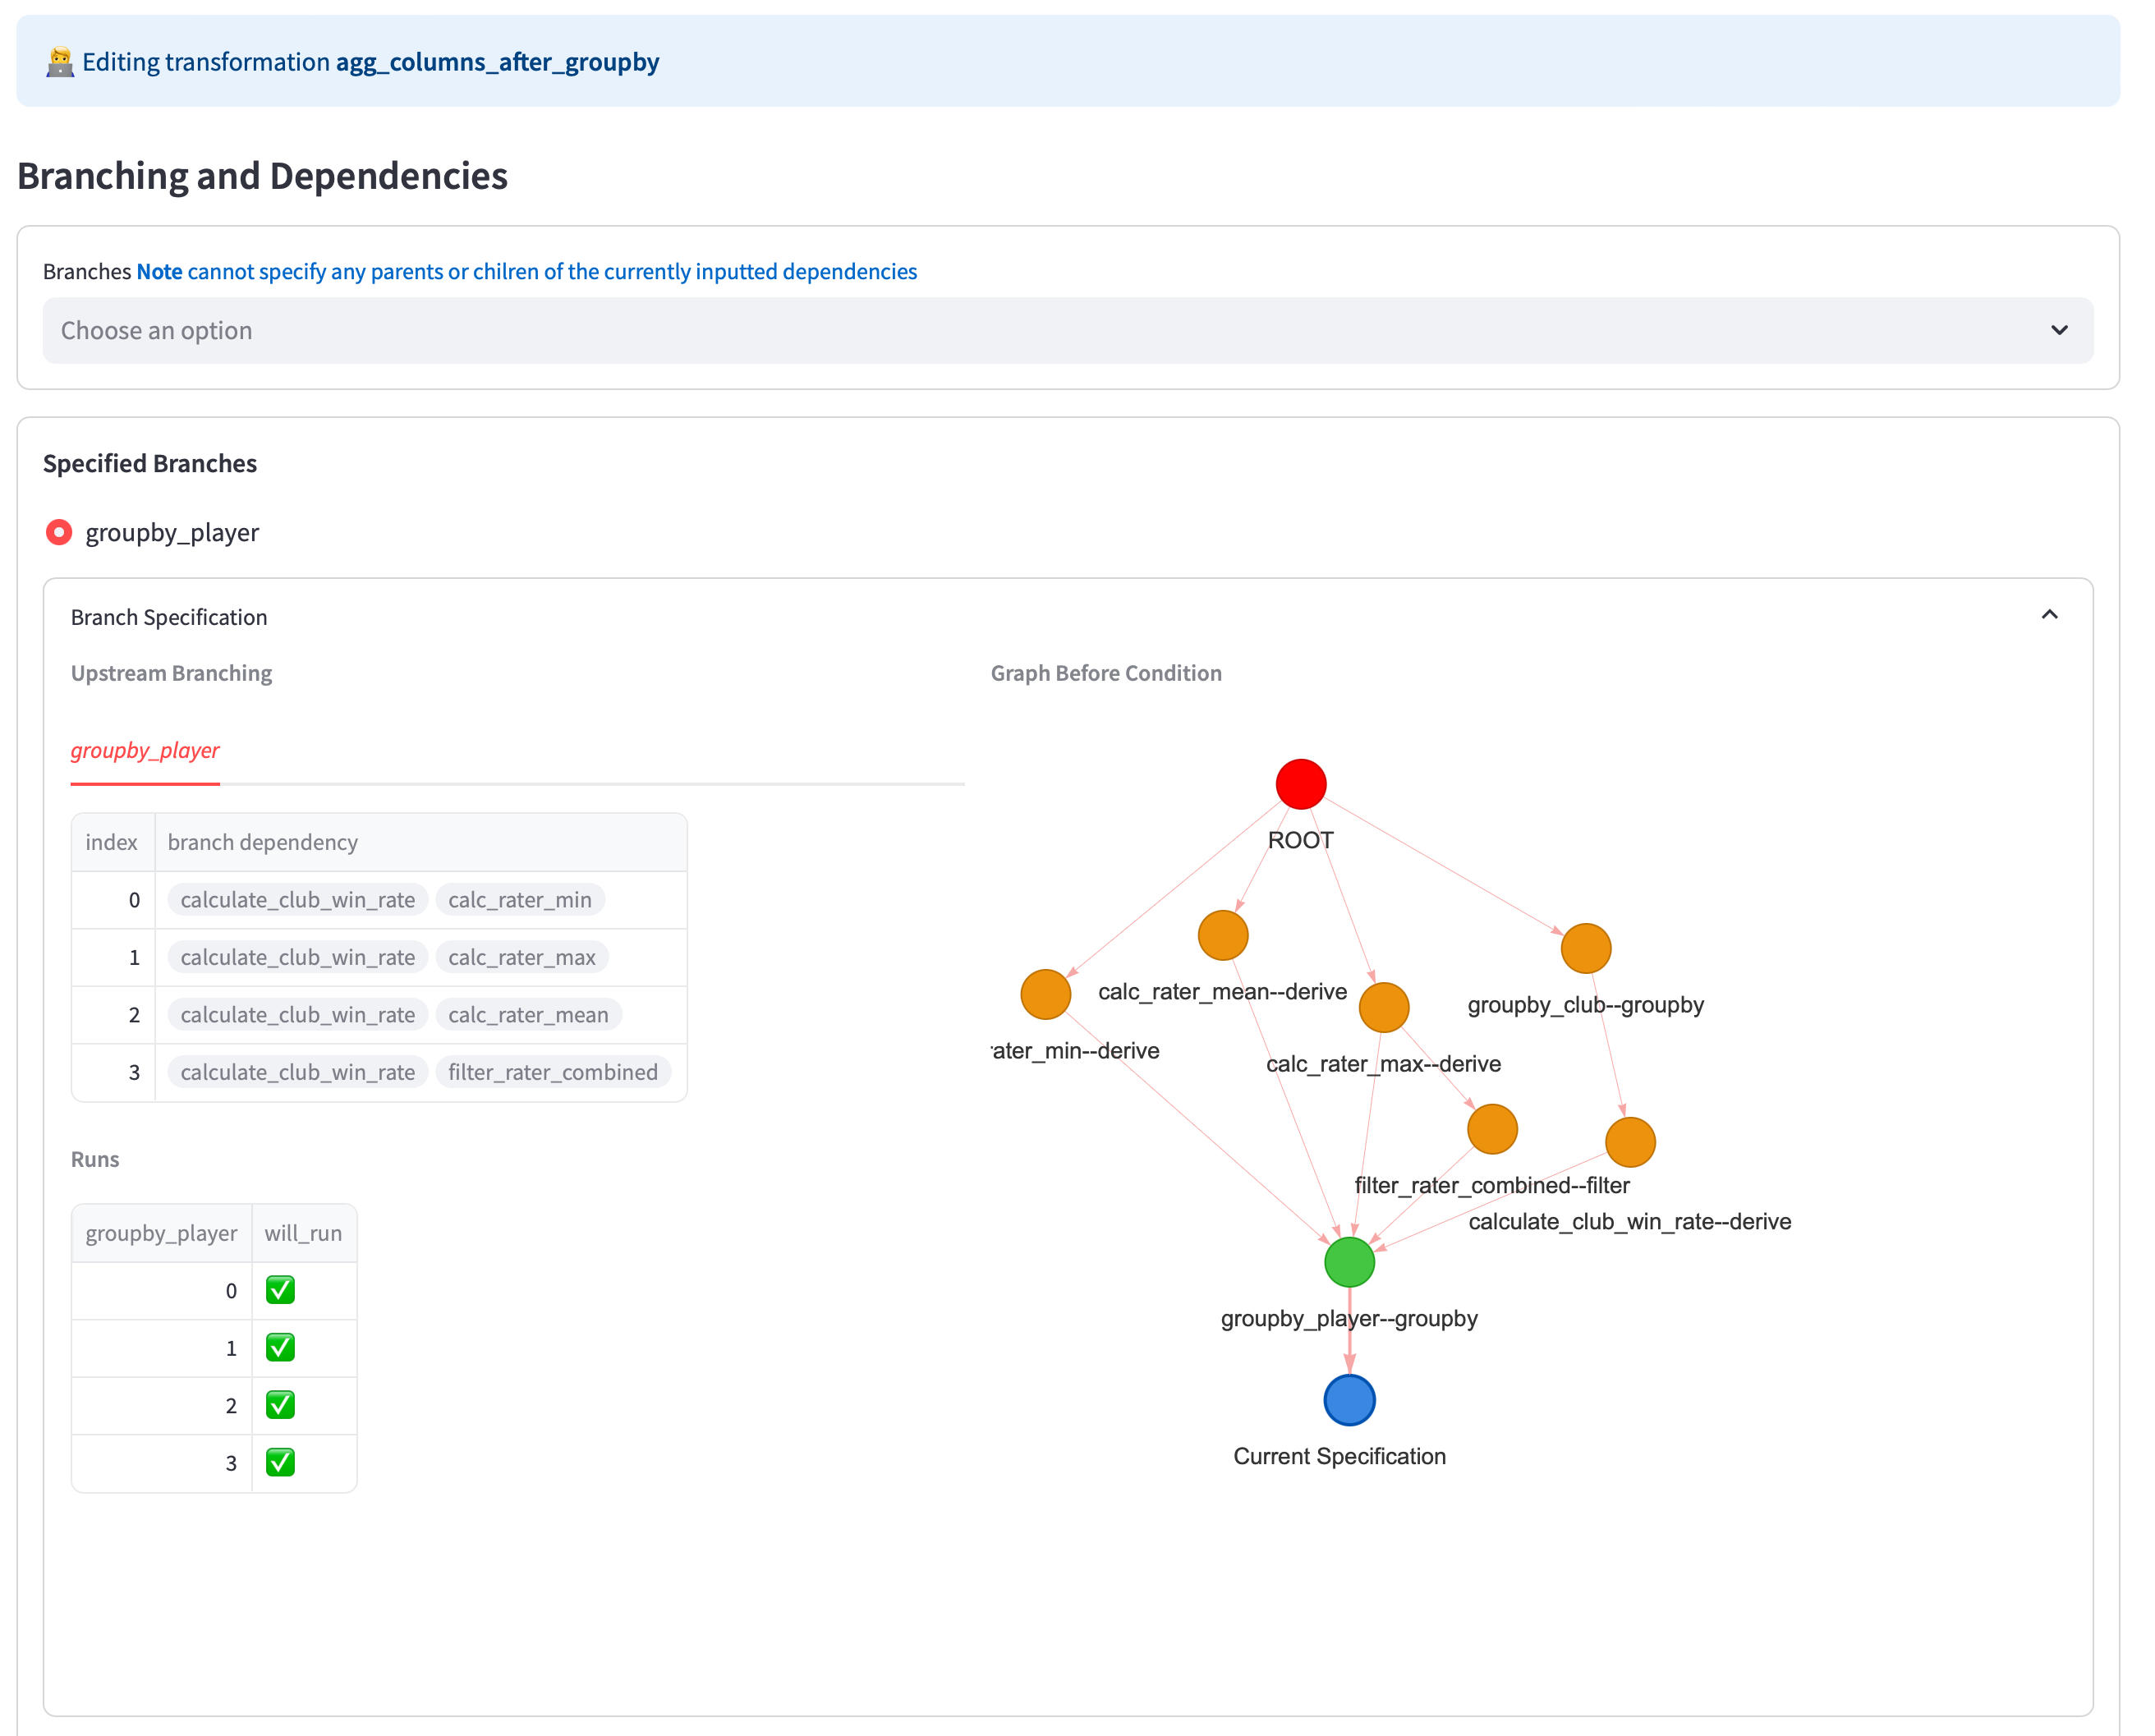 Editing transformation agg_columns_after_groupby
Branching and Dependencies
Branches Note cannot specify any parents or chilren of the currently inputted dependencies
Choose an option
Specified Branches
groupby_player
Branch Specification
Upstream Branching
groupby_player
index branch dependency
0 calculate_club_win_rate calc_rater_min
1 calculate_club_win_rate calc_rater_max
2 calculate_club_win_rate calc_rater_mean
3 calculate_club_win_rate filter_rater_combined
Runs
groupby_player will_run
0 ✅
1 ✅
2 ✅
3 ✅
Graph Before Condition
ROOT
calc_rater_mean--derive
groupby_club--groupby
rater_min--derive
calc_rater_max--derive
filter_rater_combined--filter
calculate_club_win_rate--derive
groupby_player--groupby
Current Specification